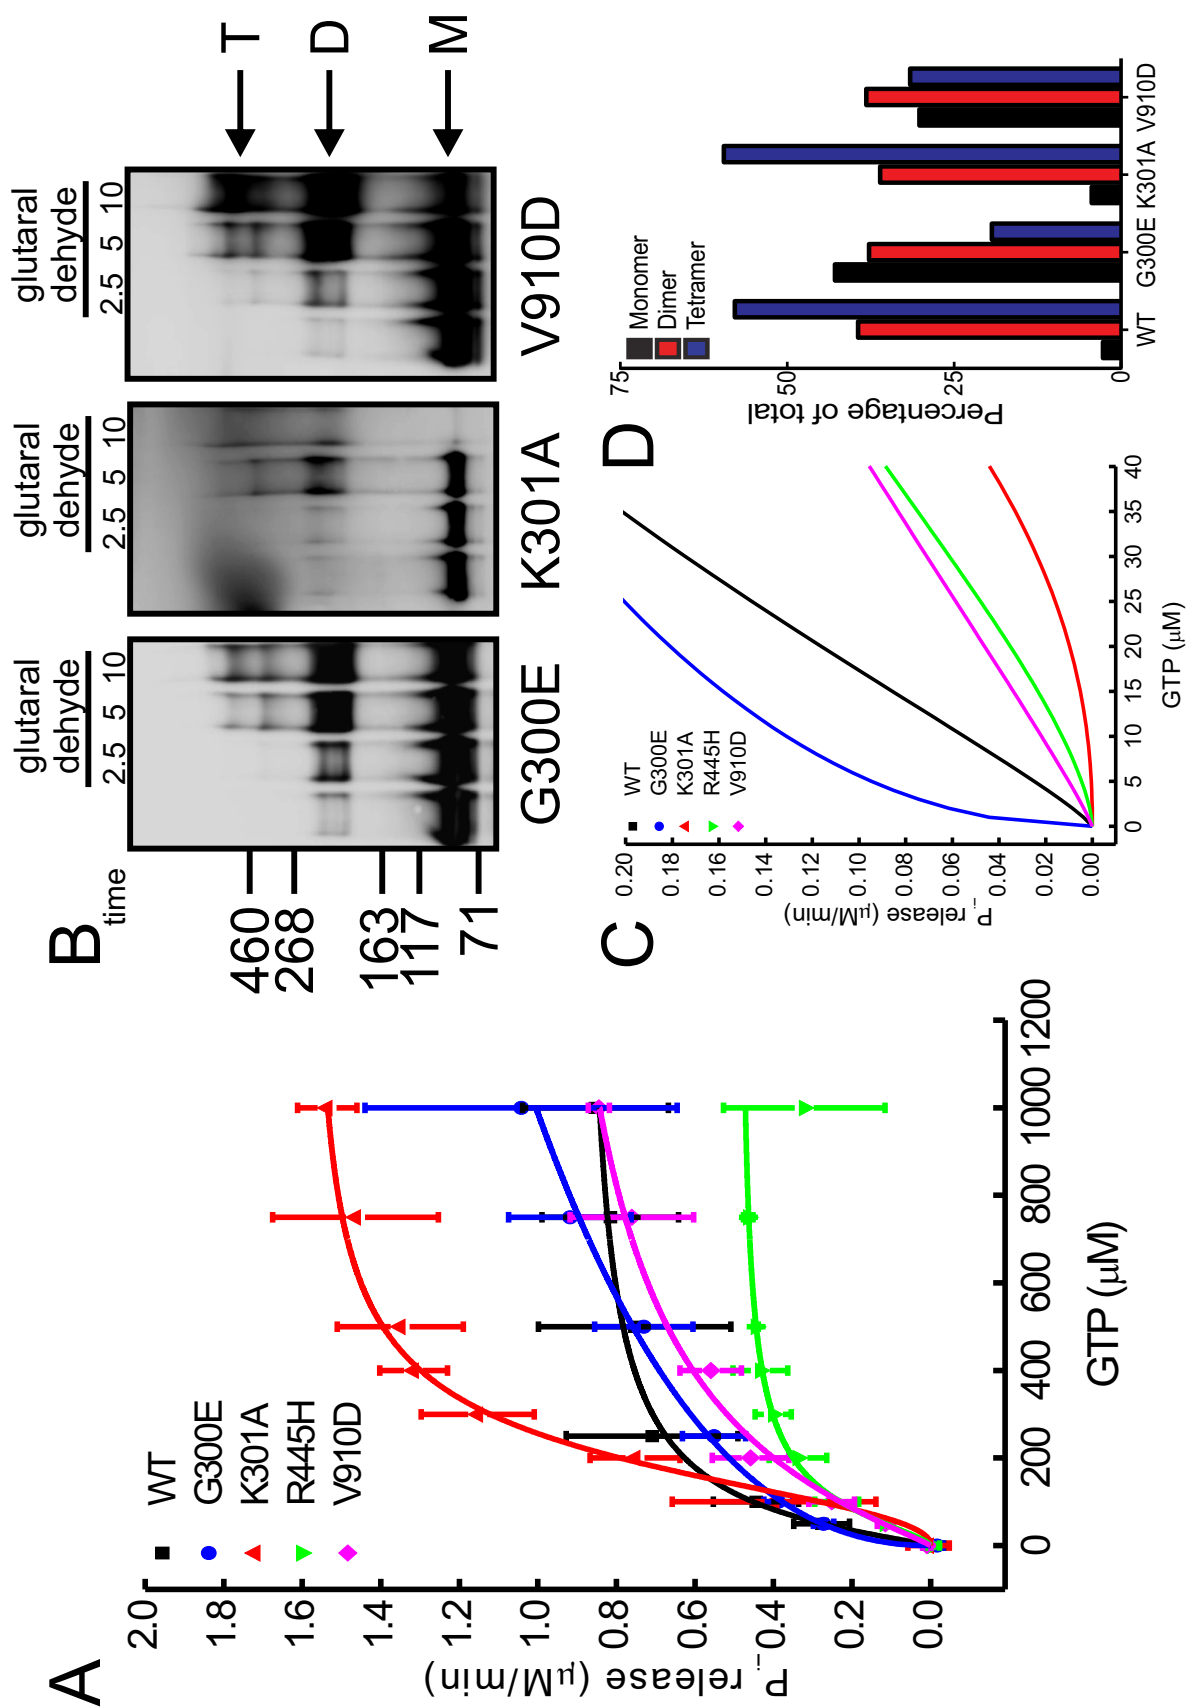 A
2.0
1.8
1.6
1.4
1.2
1.0
0.8
0.6
0.4
0.2
0.0
Pi release (μM/min)
WT
G300E
K301A
R445H
V910D
0
200
400
600
800
1000
1200
GTP (μM)
B
time
460
268
163
117
71
glutaral
dehyde
2.5 5 10
G300E
glutaral
dehyde
2.5 5 10
K301A
glutaral
dehyde
2.5 5 10
V910D
T
D
M
C
0.20
0.18
0.16
0.14
0.12
0.10
0.08
0.06
0.04
0.02
0.00
Pi release (μM/min)
WT
G300E
K301A
R445H
V910D
0 5 10 15 20 25 30 35 40
GTP (μM)
D
75
50
25
0
Percentage of total
Monomer
Dimer
Tetramer
WT G300E K301A V910D